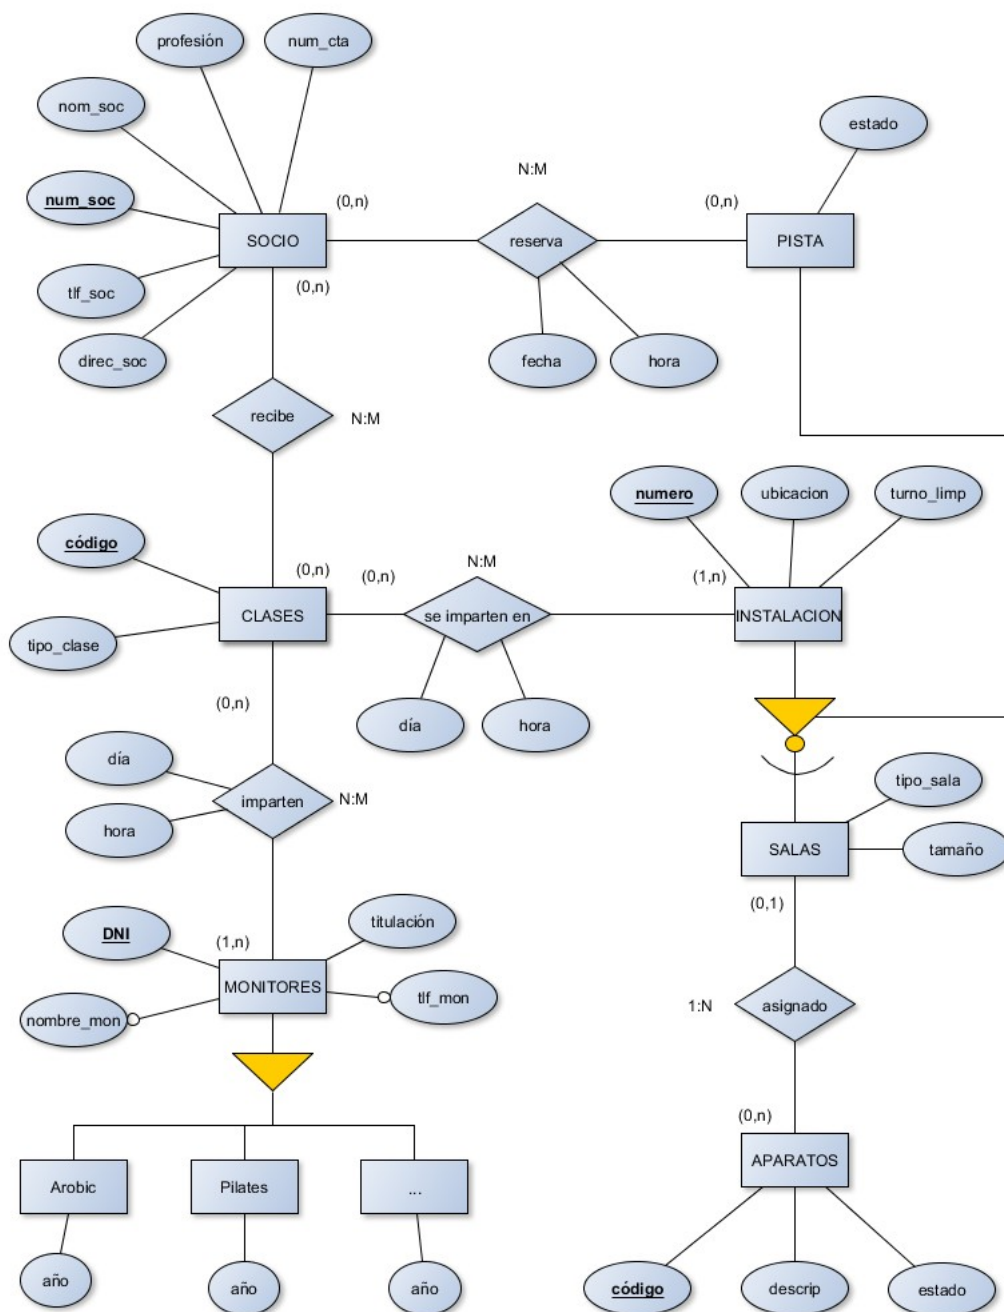 profesión
num_cta
nom_soc
estado
N:M
num_soc
(0,n)
(0,n)
SOCIO
reserva
PISTA
tlf_soc
(0,n)
direc_soc
fecha
hora
recibe
N:M
numero
ubicacion
turno_limp
código
(0,n)
(0,n)
N:M
(1,n)
CLASES
se imparten en
INSTALACION
tipo_clase
(0,n)
día
hora
día
tipo_sala
imparten
N:M
hora
SALAS
tamaño
(0,1)
titulación
DNI
(1,n)
MONITORES
tlf_mon
nombre_mon
1:N
asignado
(0,n)
APARATOS
Arobic
Pilates
...
año
año
año
código
descrip
estado